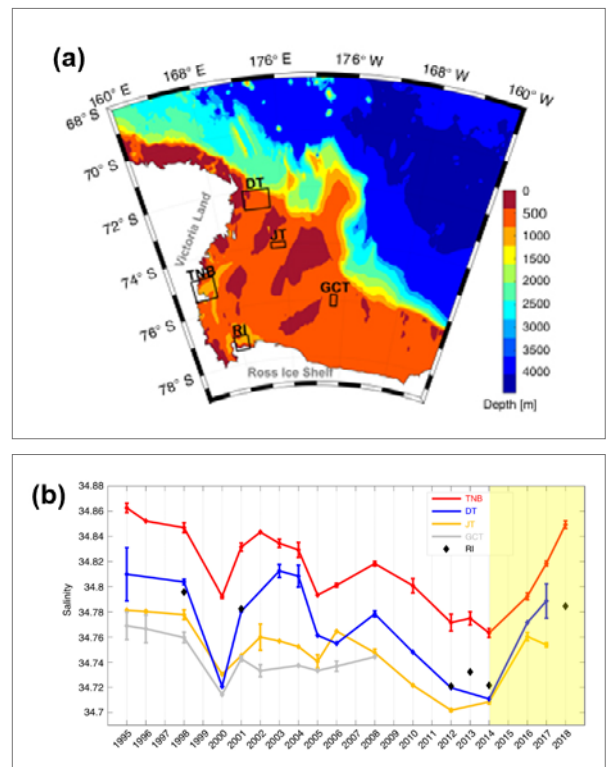 (a)
160° E
168° E
176° E
176° W
168° W
160° W
68° S
70° S
72° S
74° S
76° S
78° S
Victoria Land
DT
JT
TNB
GCT
RI
Ross Ice Shelf
0
500
1000
1500
2000
2500
3000
3500
4000
Depth [m]
(b)
34.88
34.86
34.84
34.82
34.8
34.78
34.76
34.74
34.72
34.7
Salinity
TNB
DT
JT
GCT
RI
1995
1996
1997
1998
1999
2000
2001
2002
2003
2004
2005
2006
2007
2008
2009
2010
2011
2012
2013
2014
2015
2016
2017
2018